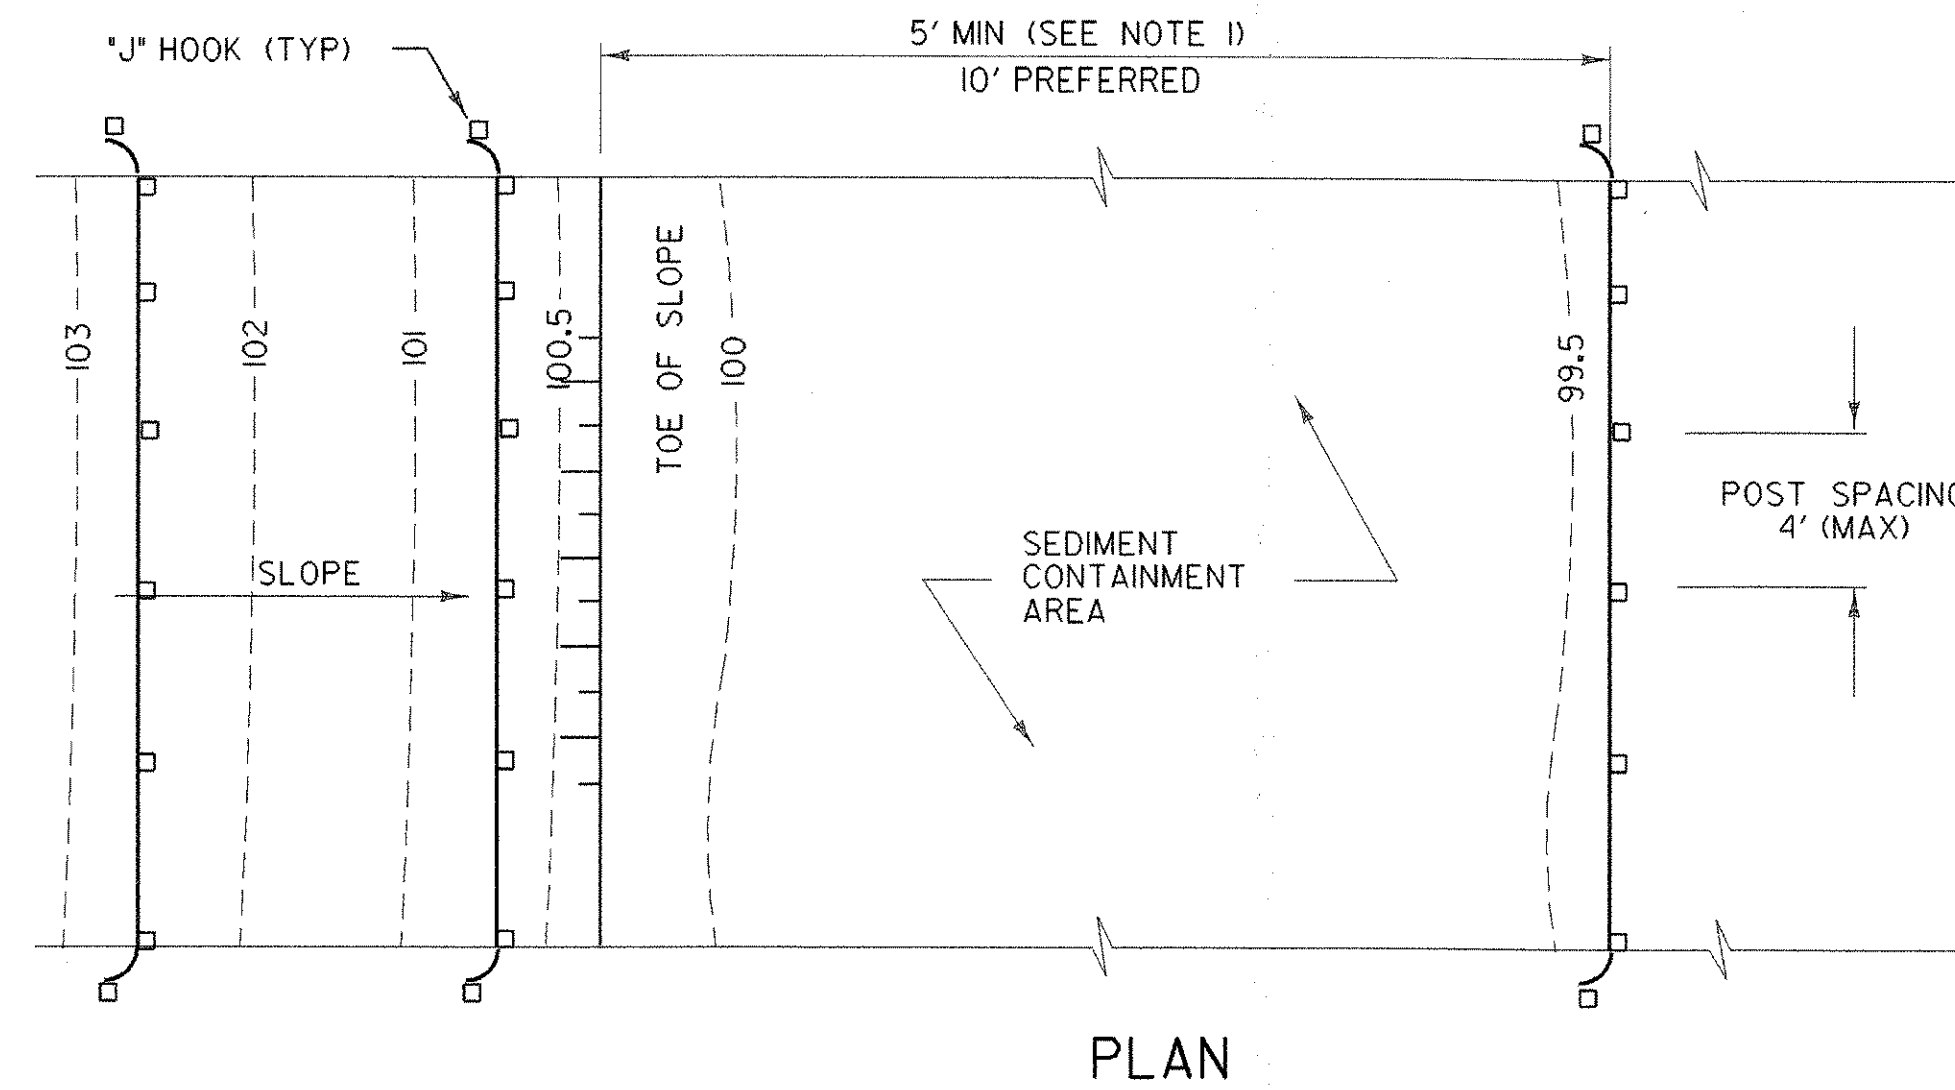 "J" HOOK (TYP)
5' MIN (SEE NOTE 1)
10' PREFERRED
103
102
101
100.5
TOE OF SLOPE
100
99.5
SLOPE
SEDIMENT
CONTAINMENT
AREA
POST SPACING
4' (MAX)
PLAN